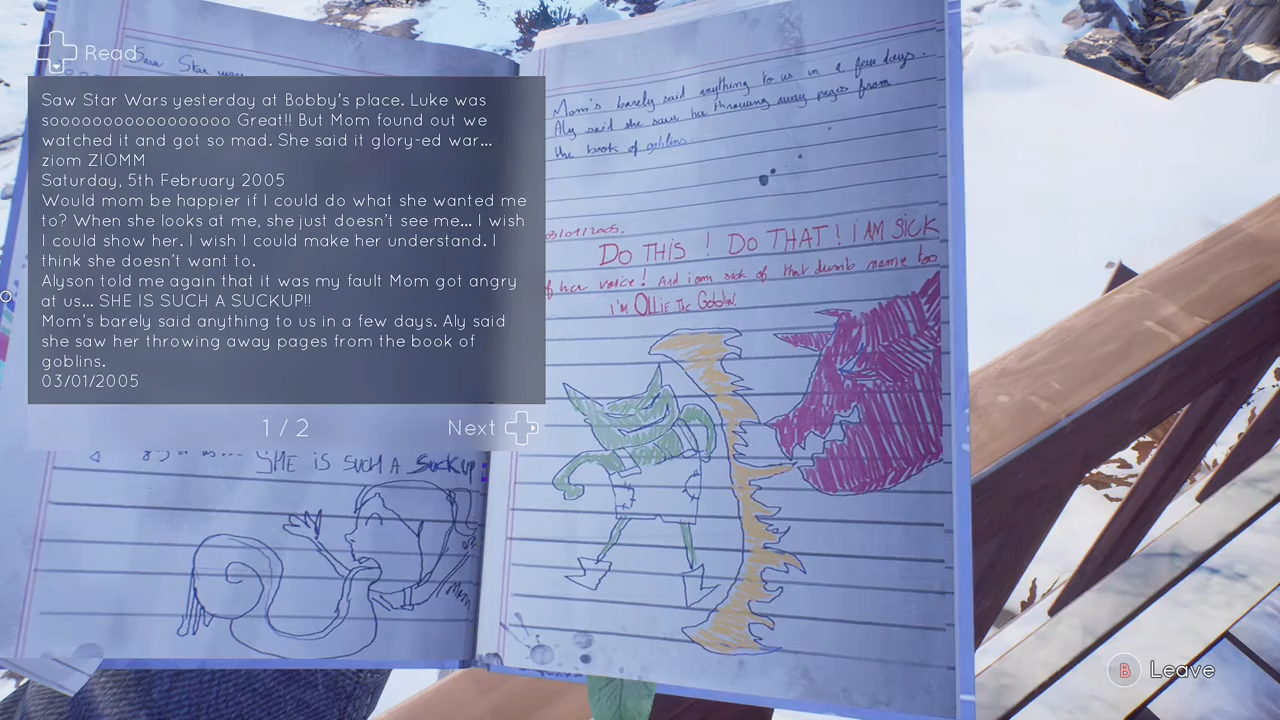 Read
Saw Star Wars yesterday at Bobby's place. Luke was
soooooooooooooooo Great!! But Mom found out we
watched it and got so mad. She said it glory-ed war...
ziom ZIOMM
Saturday, 5th February 2005
Would mom be happier if I could do what she wanted me
to? When she looks at me, she just doesn't see me... I wish
I could show her. I wish I could make her understand. I
think she doesn't want to.
Alyson told me again that it was my fault Mom got angry
at us... SHE IS SUCH A SUCKUP!!
Mom's barely said anything to us in a few days. Aly said
she saw her throwing away pages from the book of
goblins.
03/01/2005
1 / 2
Next
Saw Star wars
SHE IS SUCH A SUCKUP
Mom
Mom's barely said anything to us in a few days.
Aly said she saw her throwing away pages from
the book of goblins.
03/01/2005.
DO THIS ! DO THAT ! I AM SICK
of her voice! And i am sick of that dumb name too
I'M OLLIE THE GOBLIN.
B Leave